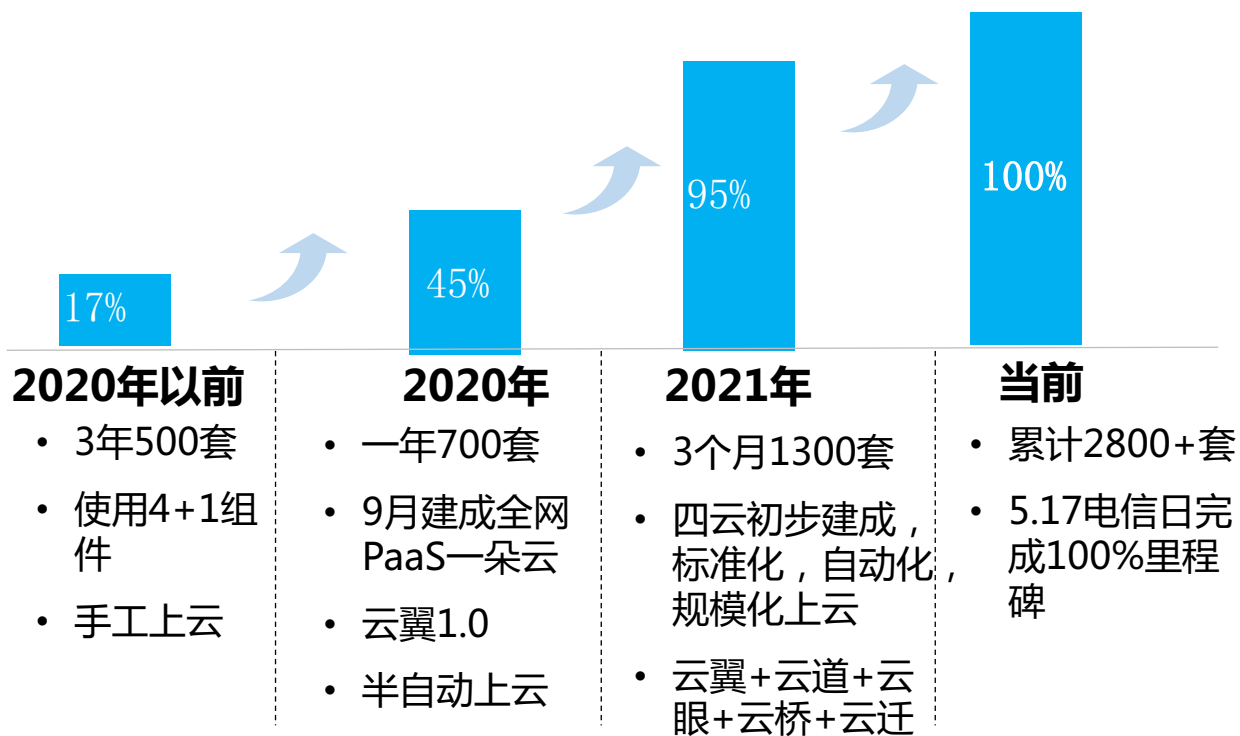 17%
45%
95%
100%
2020年以前
• 3年500套
• 使用4+1组
件
• 手工上云
2020年
• 一年700套
• 9月建成全网
PaaS一朵云
• 云翼1.0
• 半自动上云
2021年
• 3个月1300套
• 四云初步建成，
标准化，自动化，
规模化上云
• 云翼+云道+云
眼+云桥+云迁
当前
• 累计2800+套
• 5.17电信日完
成100%里程
碑